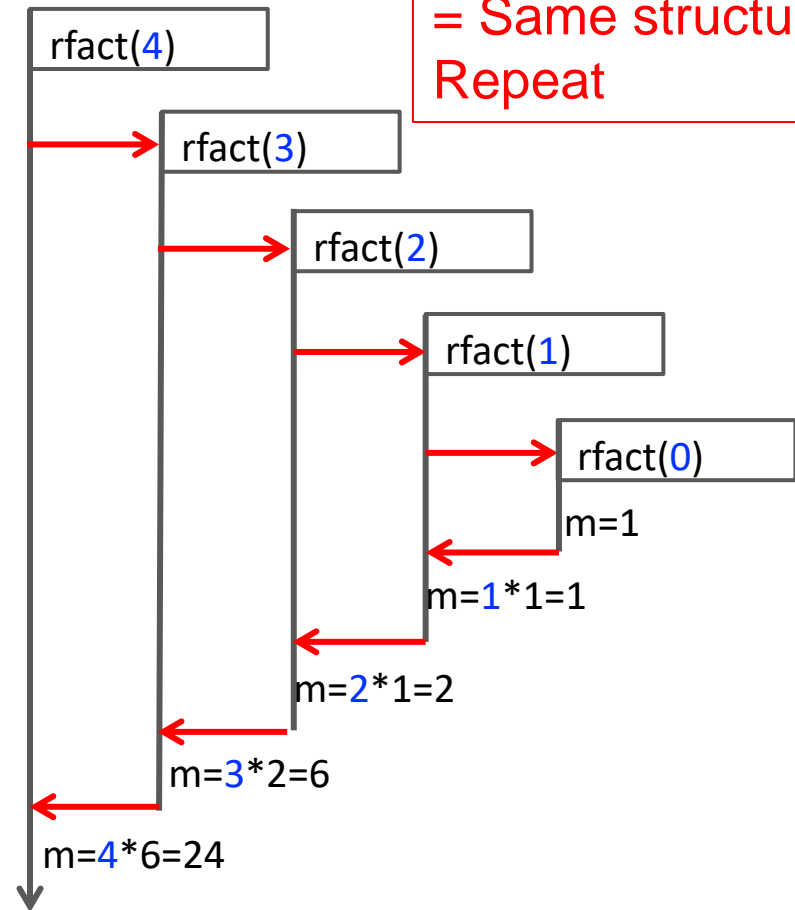 = Same
Repeat
rfact(4)
rfact(3)
rfact(2)
rfact(1)
rfact(0)
m=1
m=1*1=1
m=2*1=2
m=3*2=6
m=4*6=24